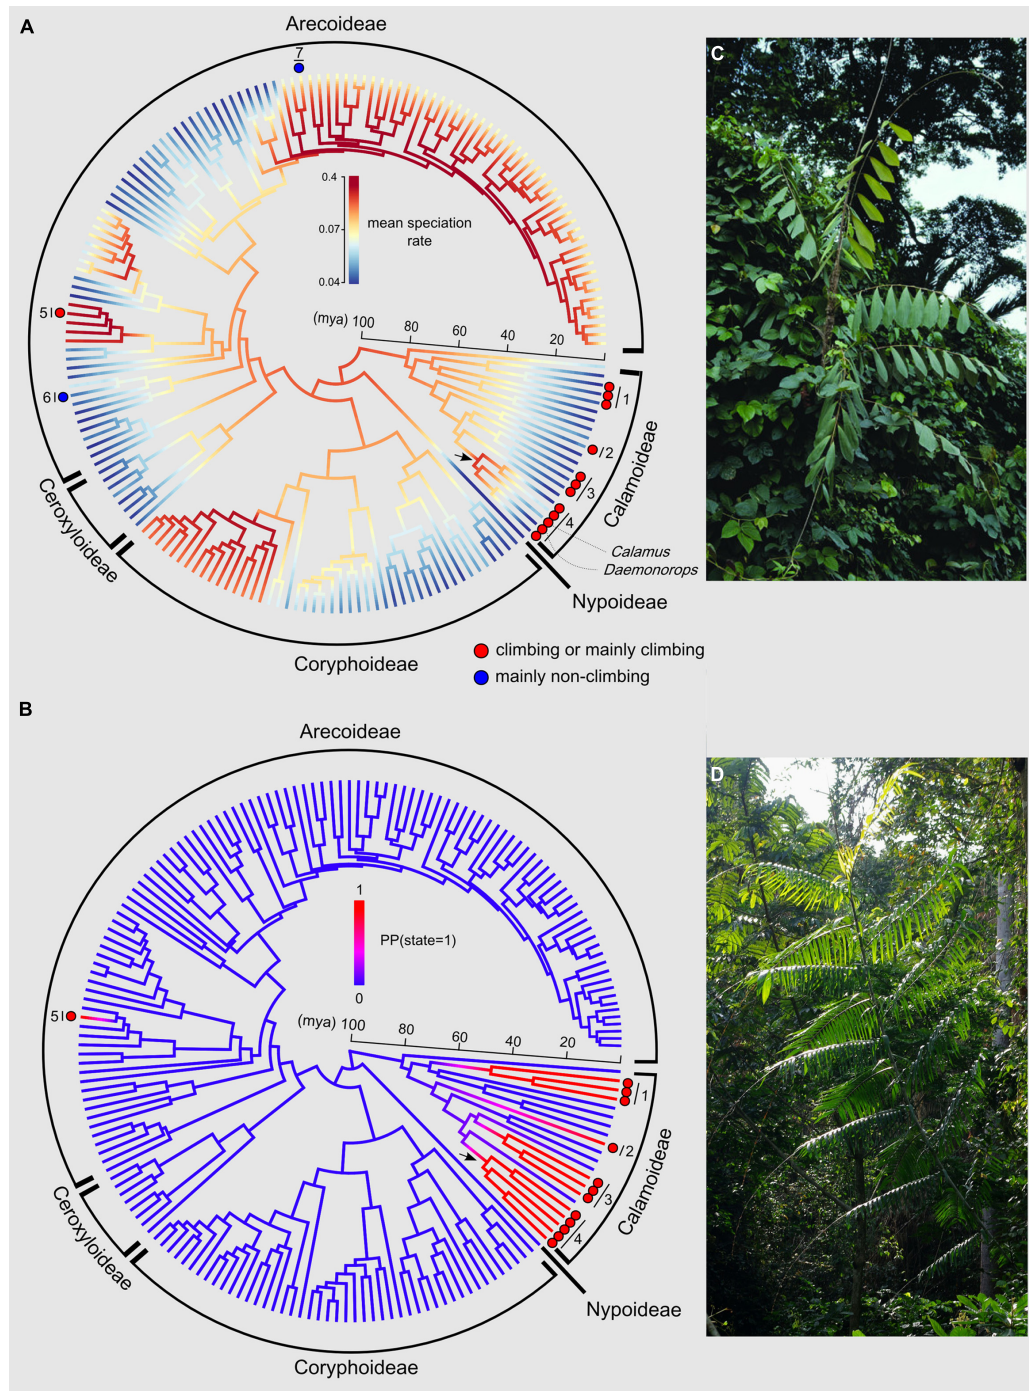 A
Arecoideae
7
C
0.4
mean speciation
rate
0.07
0.04
5
(mya)
100
80
60
40
20
6
1
2
3
4
Calamoideae
Calamus
Daemonorops
Ceroxyloideae
Nypoideae
Coryphoideae
climbing or mainly climbing
mainly non-climbing
B
Arecoideae
D
1
PP(state=1)
0
5
(mya)
100
80
60
40
20
1
2
3
4
Calamoideae
Ceroxyloideae
Nypoideae
Coryphoideae